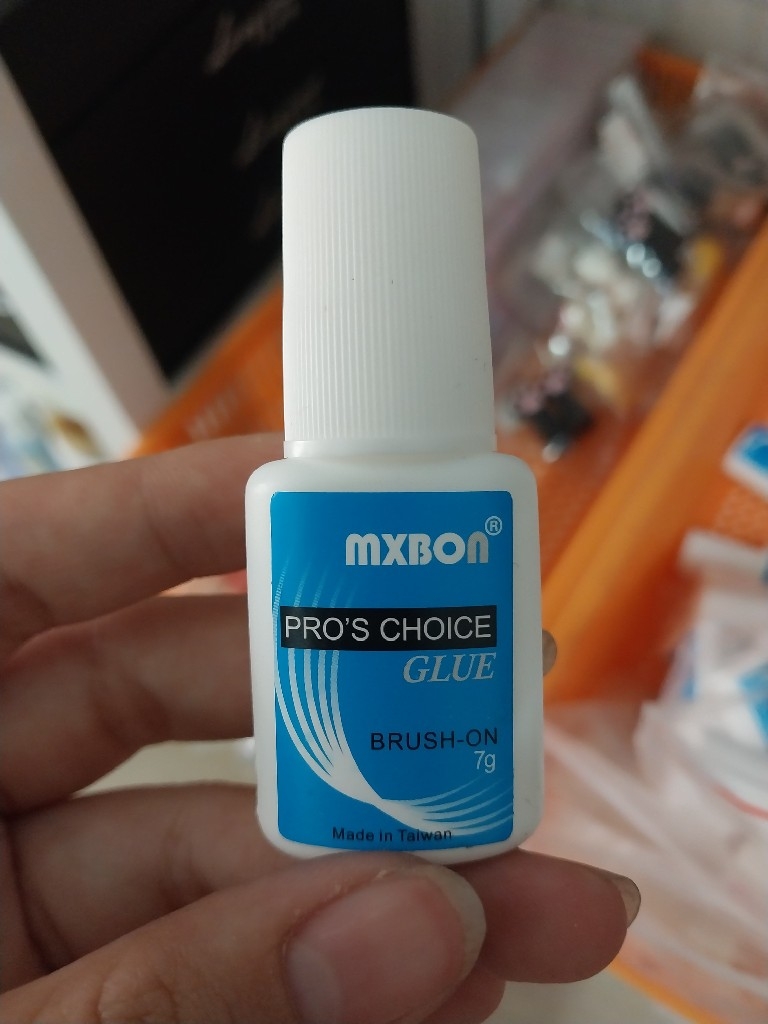 MXBON®
PRO'S CHOICE
GLUE
BRUSH-ON
7g
Made in Taiwan